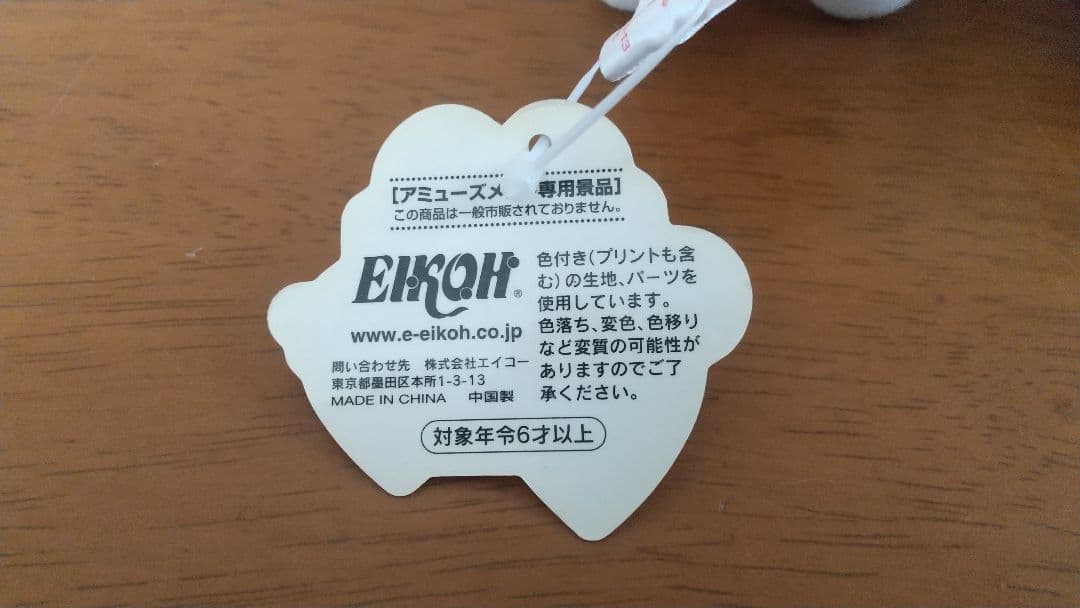 [アミューズメ 専用景品]
この商品は一般市販されておりません。
EIKOH®
www.e-eikoh.co.jp
問い合わせ先 株式会社エイコー
東京都墨田区本所1-3-13
MADE IN CHINA 中国製
色付き(プリントも含
む)の生地、パーツを
使用しています。
色落ち、変色、色移り
など変質の可能性が
ありますのでご了
承ください。
対象年令6才以上